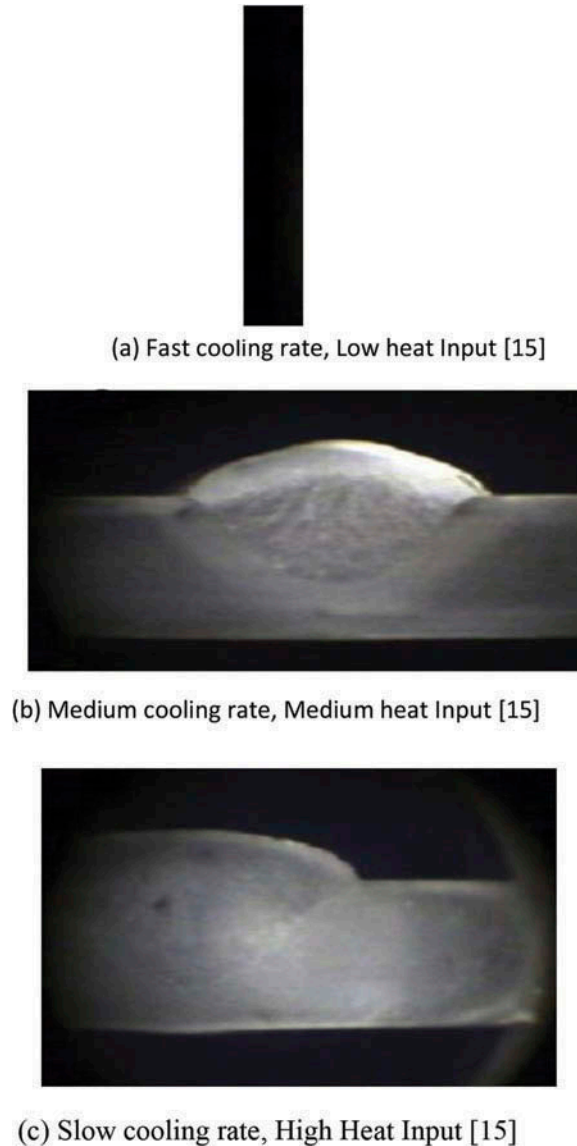 (a) Fast cooling rate, Low heat Input [15]
(b) Medium cooling rate, Medium heat Input [15]
(c) Slow cooling rate, High Heat Input [15]